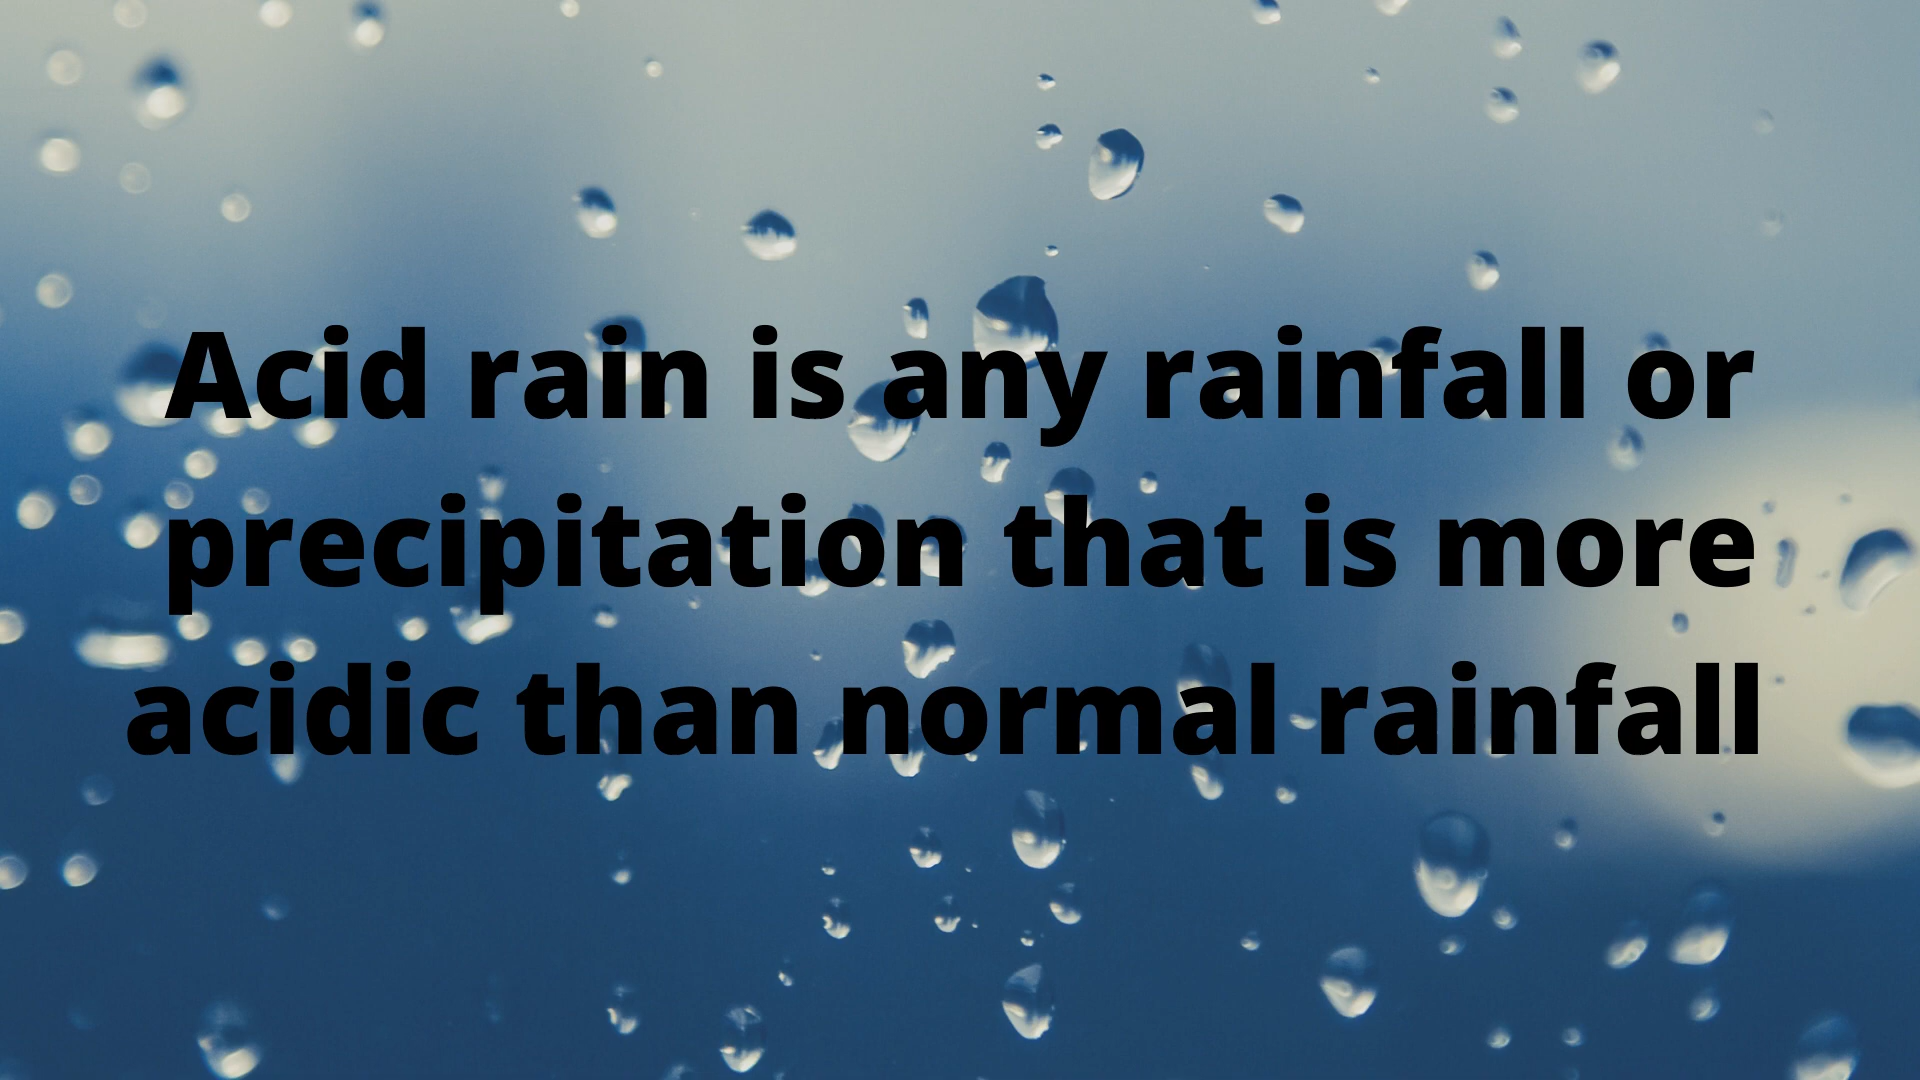 Acid rain is any rainfall or
precipitation that is more
acidic than normal rainfall